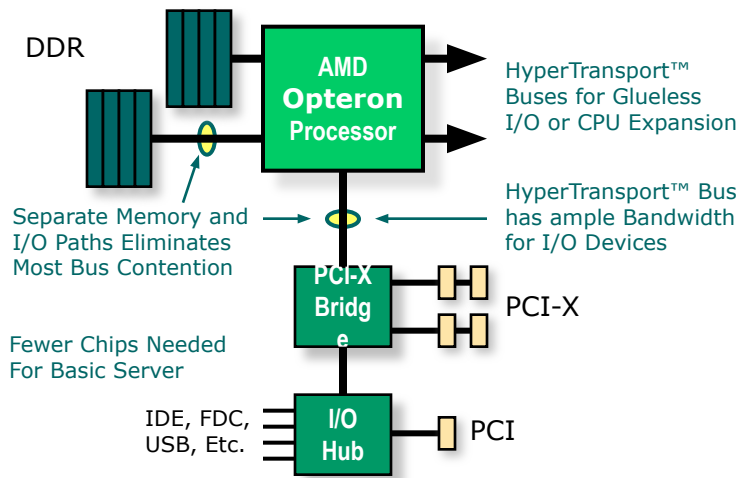 DDR
AMD
Opteron
Processor
HyperTransport™
Buses for Glueless
I/O or CPU Expansion
Separate Memory and
I/O Paths Eliminates
Most Bus Contention
HyperTransport™ Bus
has ample Bandwidth
for I/O Devices
PCI-X
Bridg
e
PCI-X
Fewer Chips Needed
For Basic Server
IDE, FDC,
USB, Etc.
I/O
Hub
PCI